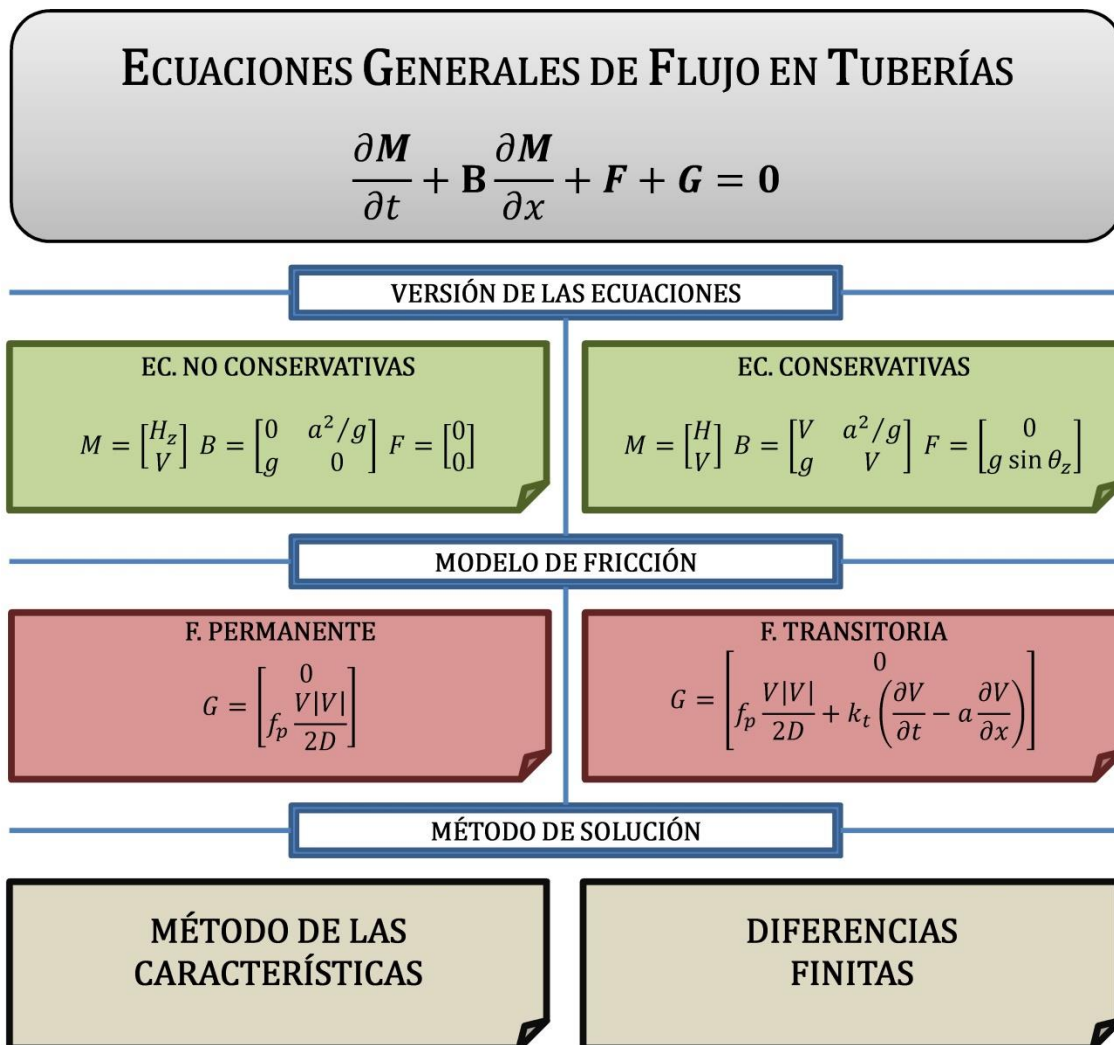 ECUACIONES GENERALES DE FLUJO EN TUBERÍAS
∂M/∂t + B ∂M/∂x + F + G = 0
VERSIÓN DE LAS ECUACIONES
EC. NO CONSERVATIVAS
M = [H_z; V] B = [0 a²/g; g 0] F = [0; 0]
EC. CONSERVATIVAS
M = [H; V] B = [V a²/g; g V] F = [0; g sin θ_z]
MODELO DE FRICCIÓN
F. PERMANENTE
G = [0; f_p V|V|/2D]
F. TRANSITORIA
G = [0; f_p V|V|/2D + k_t (∂V/∂t − a ∂V/∂x)]
MÉTODO DE SOLUCIÓN
MÉTODO DE LAS
CARACTERÍSTICAS
DIFERENCIAS
FINITAS